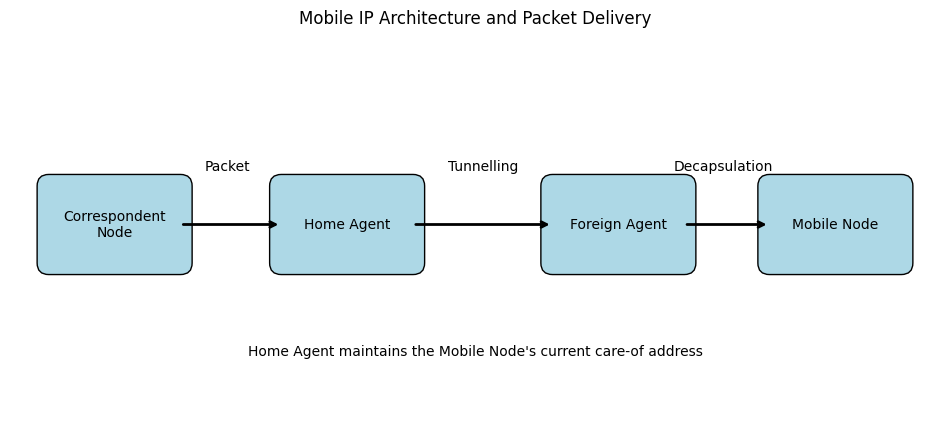 Mobile IP Architecture and Packet Delivery
Packet
Tunnelling
Decapsulation
Correspondent
Node
Home Agent
Foreign Agent
Mobile Node
Home Agent maintains the Mobile Node's current care-of address